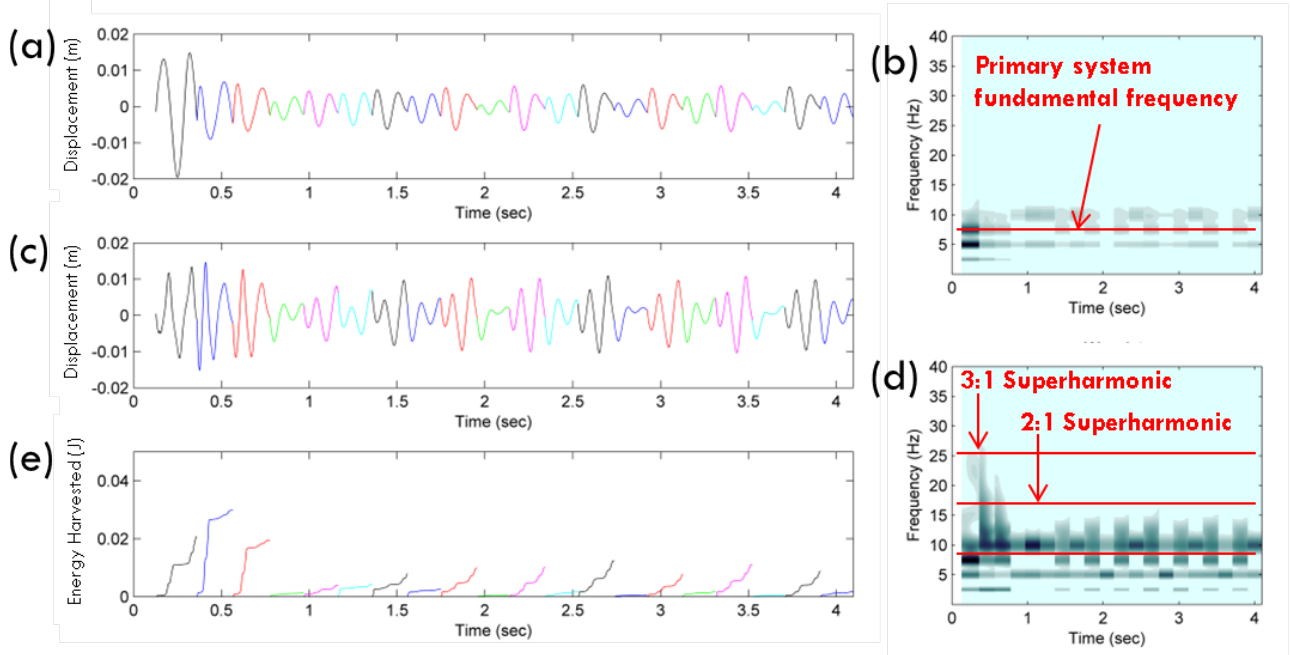 (a)
Displacement (m)
0.02
0.01
0
-0.01
-0.02
0 0.5 1 1.5 2 2.5 3 3.5 4
Time (sec)
(b)
Primary system
fundamental frequency
Frequency (Hz)
40
35
30
25
20
15
10
5
0 1 2 3 4
Time (sec)
(c)
Displacement (m)
0.02
0.01
0
-0.01
-0.02
0 0.5 1 1.5 2 2.5 3 3.5 4
Time (sec)
(d)
3:1 Superharmonic
2:1 Superharmonic
Frequency (Hz)
40
35
30
25
20
15
10
5
0 1 2 3 4
Time (sec)
(e)
Energy Harvested (J)
0.04
0.02
0
0 0.5 1 1.5 2 2.5 3 3.5 4
Time (sec)